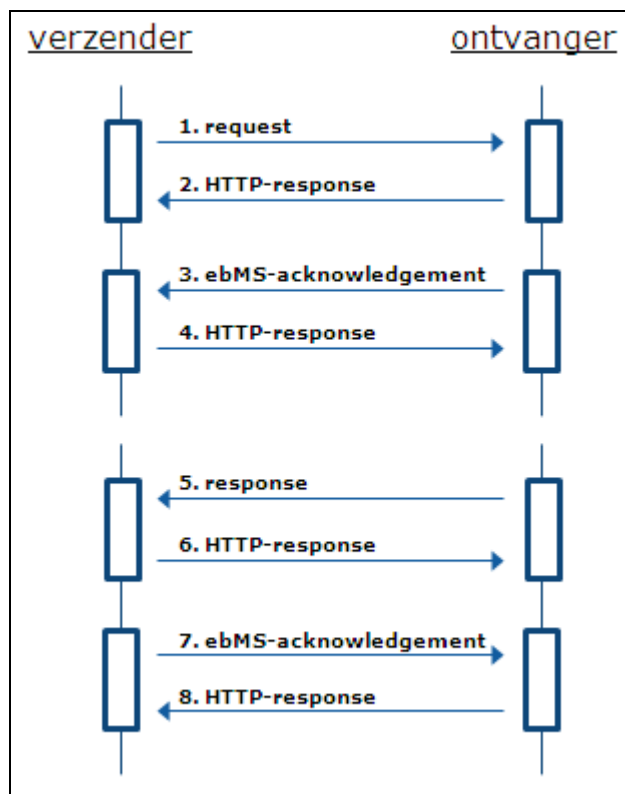 verzender ontvanger
1. request
2. HTTP-response
3. ebMS-acknowledgement
4. HTTP-response
5. response
6. HTTP-response
7. ebMS-acknowledgement
8. HTTP-response